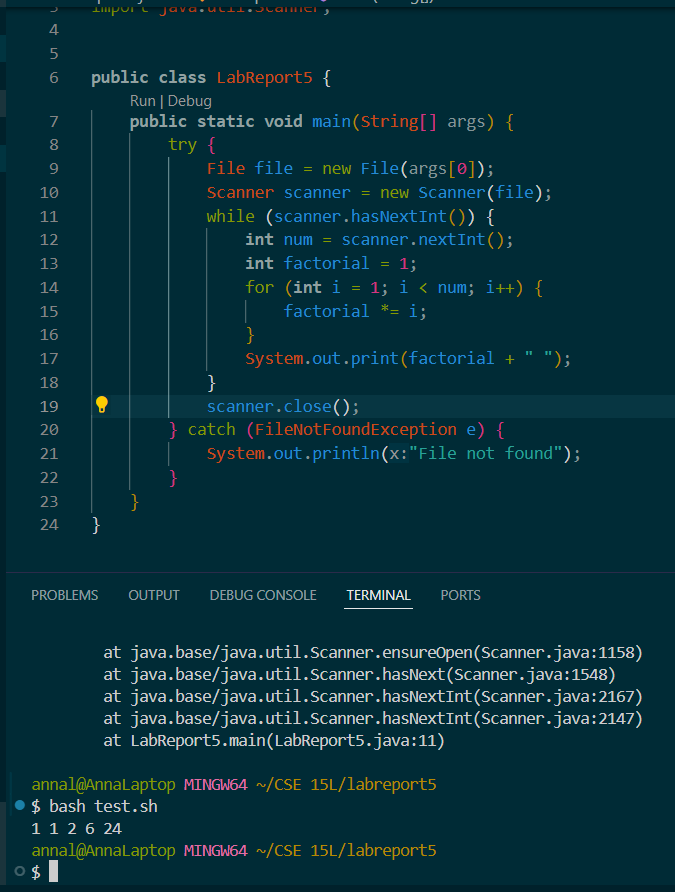 3 import java.util.Scanner;
4
5
6 public class LabReport5 {
Run | Debug
7 public static void main(String[] args) {
8 try {
9 File file = new File(args[0]);
10 Scanner scanner = new Scanner(file);
11 while (scanner.hasNextInt()) {
12 int num = scanner.nextInt();
13 int factorial = 1;
14 for (int i = 1; i < num; i++) {
15 factorial *= i;
16 }
17 System.out.print(factorial + " ");
18 }
19 scanner.close();
20 } catch (FileNotFoundException e) {
21 System.out.println(x:"File not found");
22 }
23 }
24 }
PROBLEMS OUTPUT DEBUG CONSOLE TERMINAL PORTS
at java.base/java.util.Scanner.ensureOpen(Scanner.java:1158)
at java.base/java.util.Scanner.hasNext(Scanner.java:1548)
at java.base/java.util.Scanner.hasNextInt(Scanner.java:2167)
at java.base/java.util.Scanner.hasNextInt(Scanner.java:2147)
at LabReport5.main(LabReport5.java:11)
annal@AnnaLaptop MINGW64 ~/CSE 15L/labreport5
$ bash test.sh
1 1 2 6 24
annal@AnnaLaptop MINGW64 ~/CSE 15L/labreport5
$